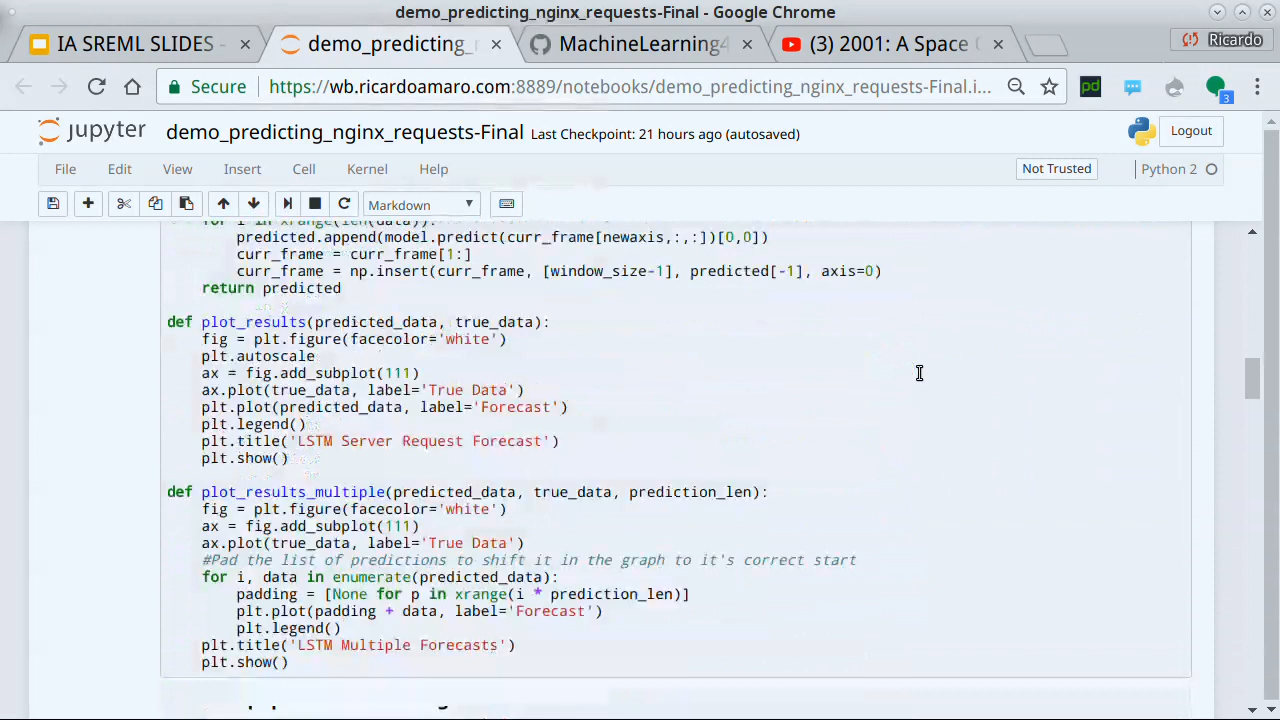 demo_predicting_nginx_requests-Final - Google Chrome
IA SREML SLIDES -
demo_predicting_
MachineLearning4
(3) 2001: A Space
Ricardo
Secure
https://wb.ricardoamaro.com:8889/notebooks/demo_predicting_nginx_requests-Final.i...
pd
3
jupyter
demo_predicting_nginx_requests-Final Last Checkpoint: 21 hours ago (autosaved)
Logout
File Edit View Insert Cell Kernel Help
Not Trusted
Python 2
Markdown
for i in xrange(len(data)):
predicted.append(model.predict(curr_frame[newaxis,:,:])[0,0])
curr_frame = curr_frame[1:]
curr_frame = np.insert(curr_frame, [window_size-1], predicted[-1], axis=0)
return predicted
def plot_results(predicted_data, true_data):
fig = plt.figure(facecolor='white')
plt.autoscale
ax = fig.add_subplot(111)
ax.plot(true_data, label='True Data')
plt.plot(predicted_data, label='Forecast')
plt.legend()
plt.title('LSTM Server Request Forecast')
plt.show()
def plot_results_multiple(predicted_data, true_data, prediction_len):
fig = plt.figure(facecolor='white')
ax = fig.add_subplot(111)
ax.plot(true_data, label='True Data')
#Pad the list of predictions to shift it in the graph to it's correct start
for i, data in enumerate(predicted_data):
padding = [None for p in xrange(i * prediction_len)]
plt.plot(padding + data, label='Forecast')
plt.legend()
plt.title('LSTM Multiple Forecasts')
plt.show()